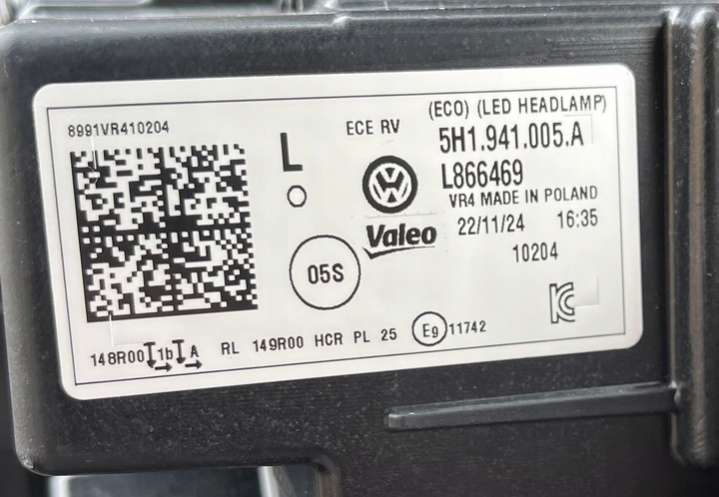 8991VR410204
L
ECE RV
(ECO) (LED HEADLAMP)
5H1.941.005.A
L866469
VR4 MADE IN POLAND
Valeo
22/11/24 16:35
10204
05S
148R00 1b A RL 149R00 HCR PL 25 E9 11742